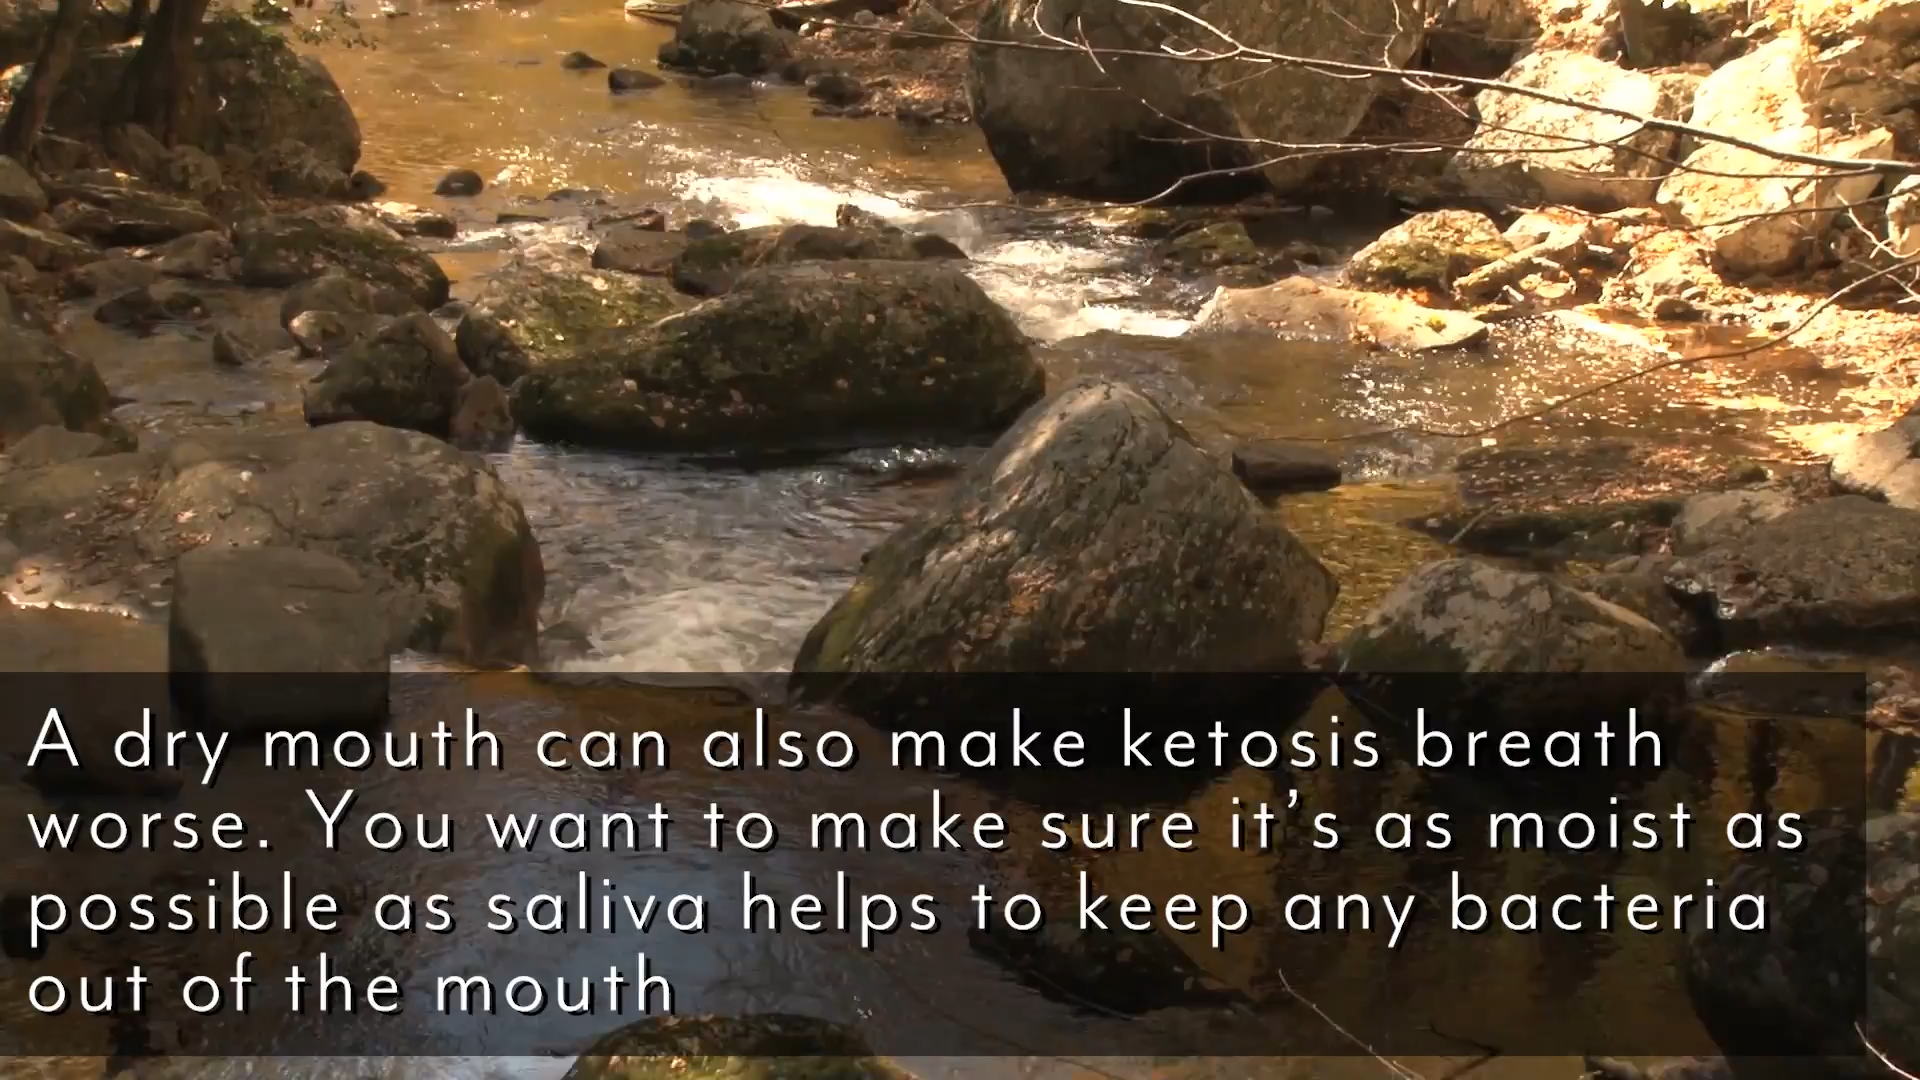 A dry mouth can also make ketosis breath
worse. You want to make sure it’s as moist as
possible as saliva helps to keep any bacteria
out of the mouth